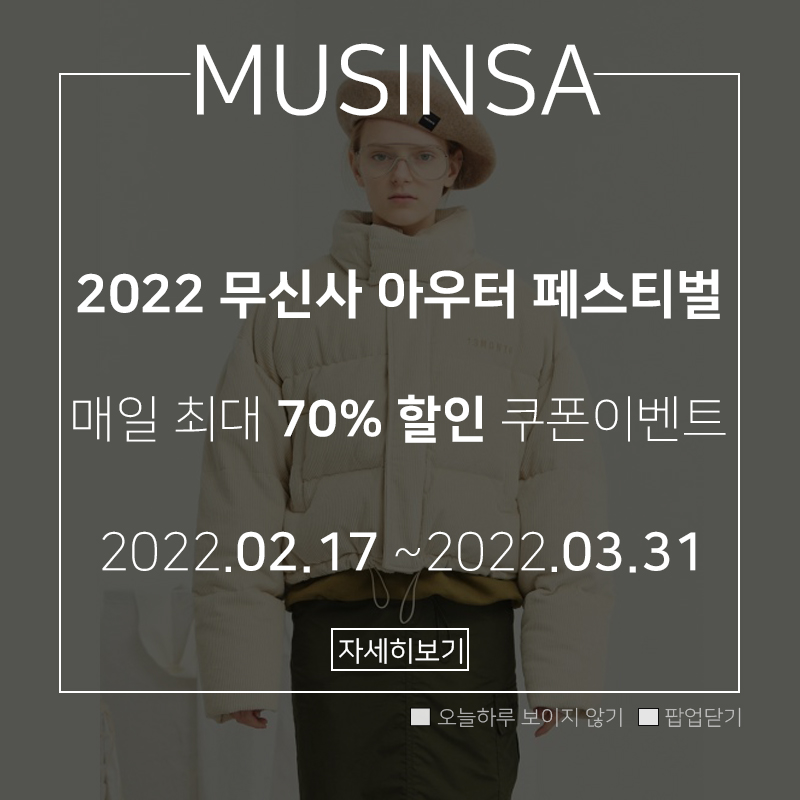 MUSINSA
2022 무신사 아우터 페스티벌
매일 최대 70% 할인 쿠폰이벤트
2022.02.17 ~2022.03.31
자세히보기
오늘하루 보이지 않기 팝업닫기